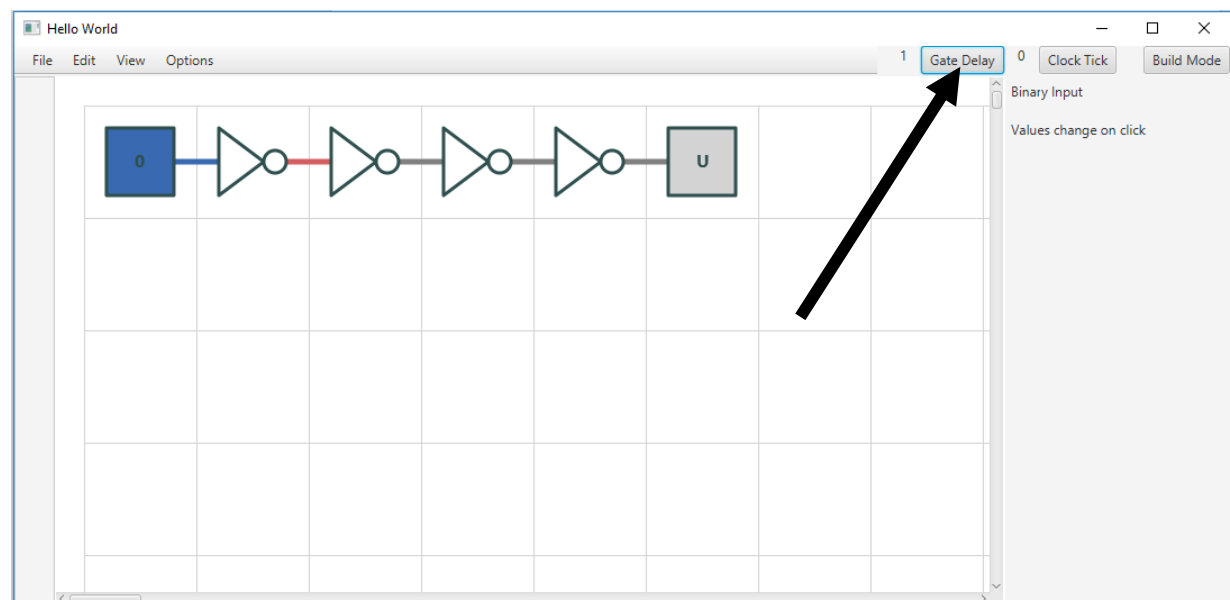 Hello World
File Edit View Options 1 Gate Delay 0 Clock Tick Build Mode
Binary Input
Values change on click
0 U